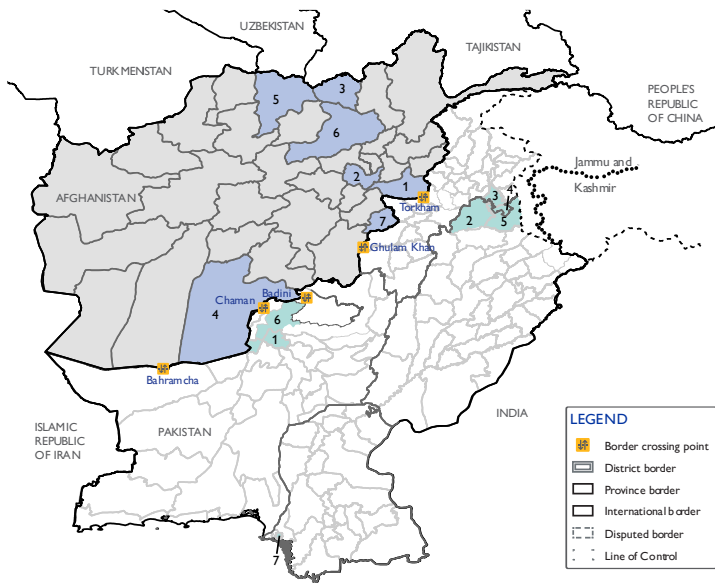 UZBEKISTAN
TAJIKISTAN
TURKMENISTAN
PEOPLE'S
REPUBLIC
OF CHINA
3
5
6
Jammu and
Kashmir
2
1
4
3
AFGHANISTAN
Torkham
7
2
5
Ghulam Khan
Badini
Chaman
4
6
1
Bahramcha
INDIA
ISLAMIC
REPUBLIC
OF IRAN
PAKISTAN
7
LEGEND
Border crossing point
District border
Province border
International border
Disputed border
Line of Control